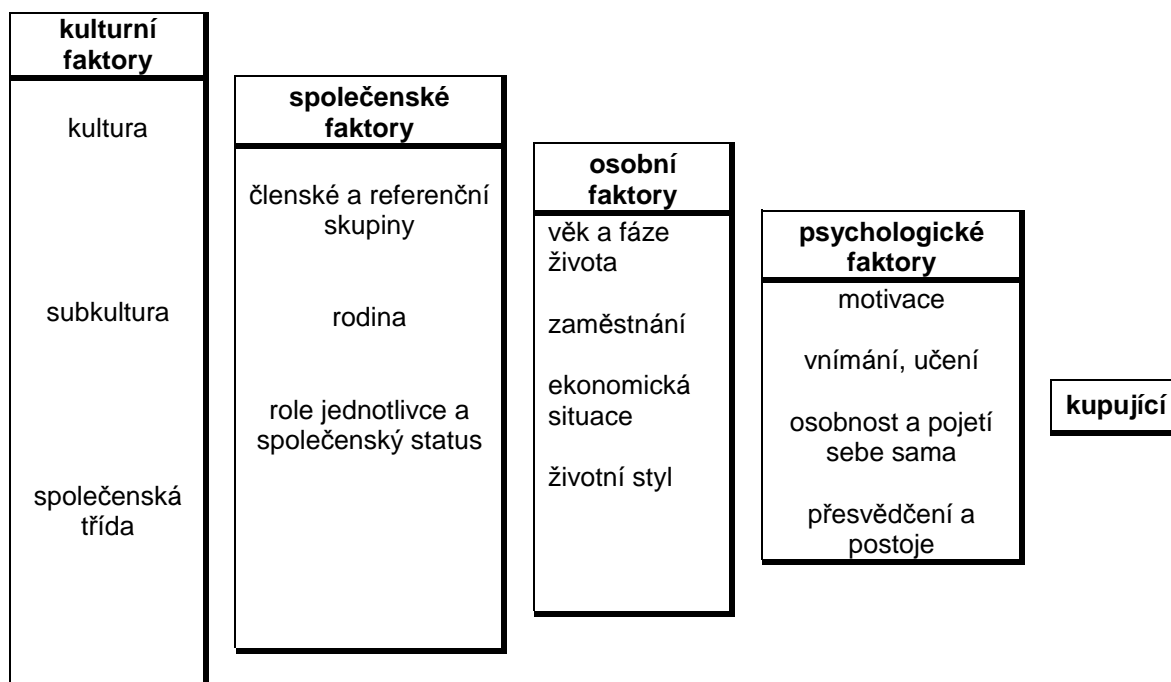 kulturní
faktory
kultura
subkultura
společenská
třída
společenské
faktory
členské a referenční
skupiny
rodina
role jednotlivce a
společenský status
osobní
faktory
věk a fáze
života
zaměstnání
ekonomická
situace
životní styl
psychologické
faktory
motivace
vnímání, učení
osobnost a pojetí
sebe sama
přesvědčení a
postoje
kupující